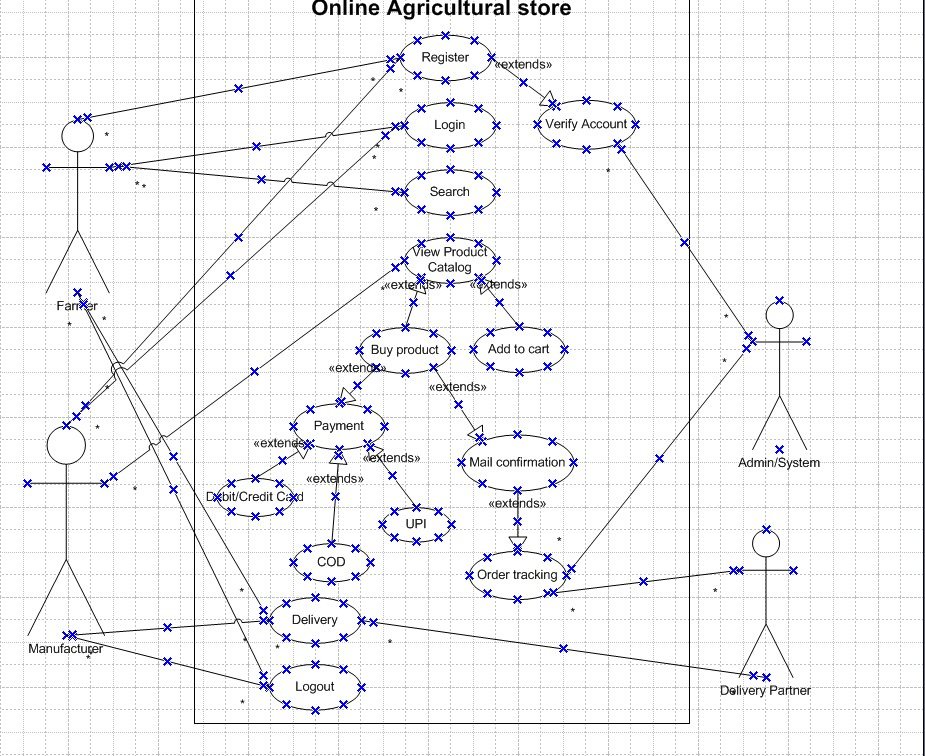 Online Agricultural store
Register
«extends»
Login
Verify Account
Search
View Product
Catalog
«extends»
«extends»
Farmer
Buy product
Add to cart
«extends»
«extends»
Payment
«extends»
«extends»
Mail confirmation
Admin/System
«extends»
Debit/Credit Card
«extends»
UPI
COD
Order tracking
Delivery
Manufacturer
Logout
Delivery Partner